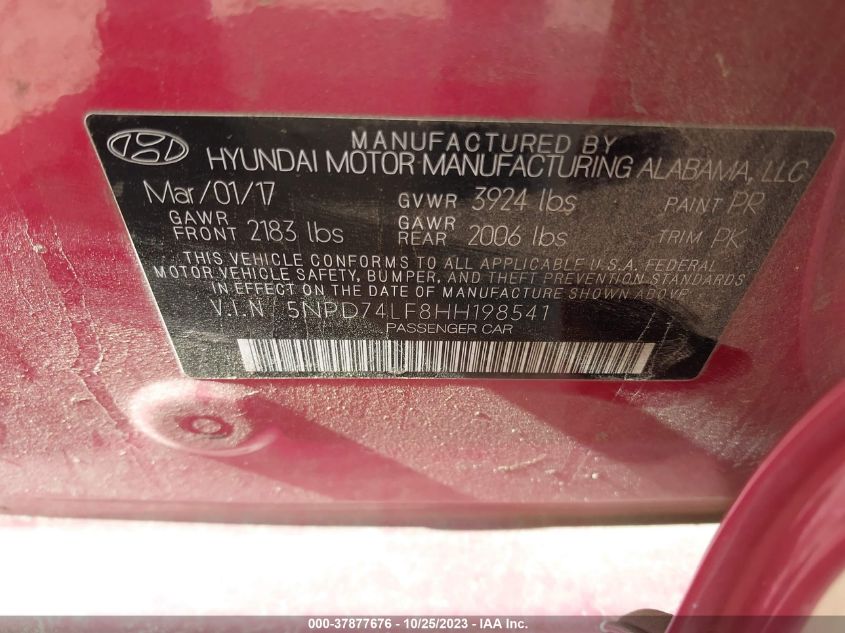 MANUFACTURED BY
HYUNDAI MOTOR MANUFACTURING ALABAMA, LLC
Mar/01/17 GVWR 3924 lbs PAINT PR
GAWR FRONT 2183 lbs GAWR REAR 2006 lbs TRIM PK
THIS VEHICLE CONFORMS TO ALL APPLICABLE U.S.A. FEDERAL
MOTOR VEHICLE SAFETY, BUMPER, AND THEFT PREVENTION STANDARDS
IN EFFECT ON THE DATE OF MANUFACTURE SHOWN ABOVE.
V.I.N 5NPD74LF8HH198541
PASSENGER CAR
000-37877676 - 10/25/2023 - IAA Inc.